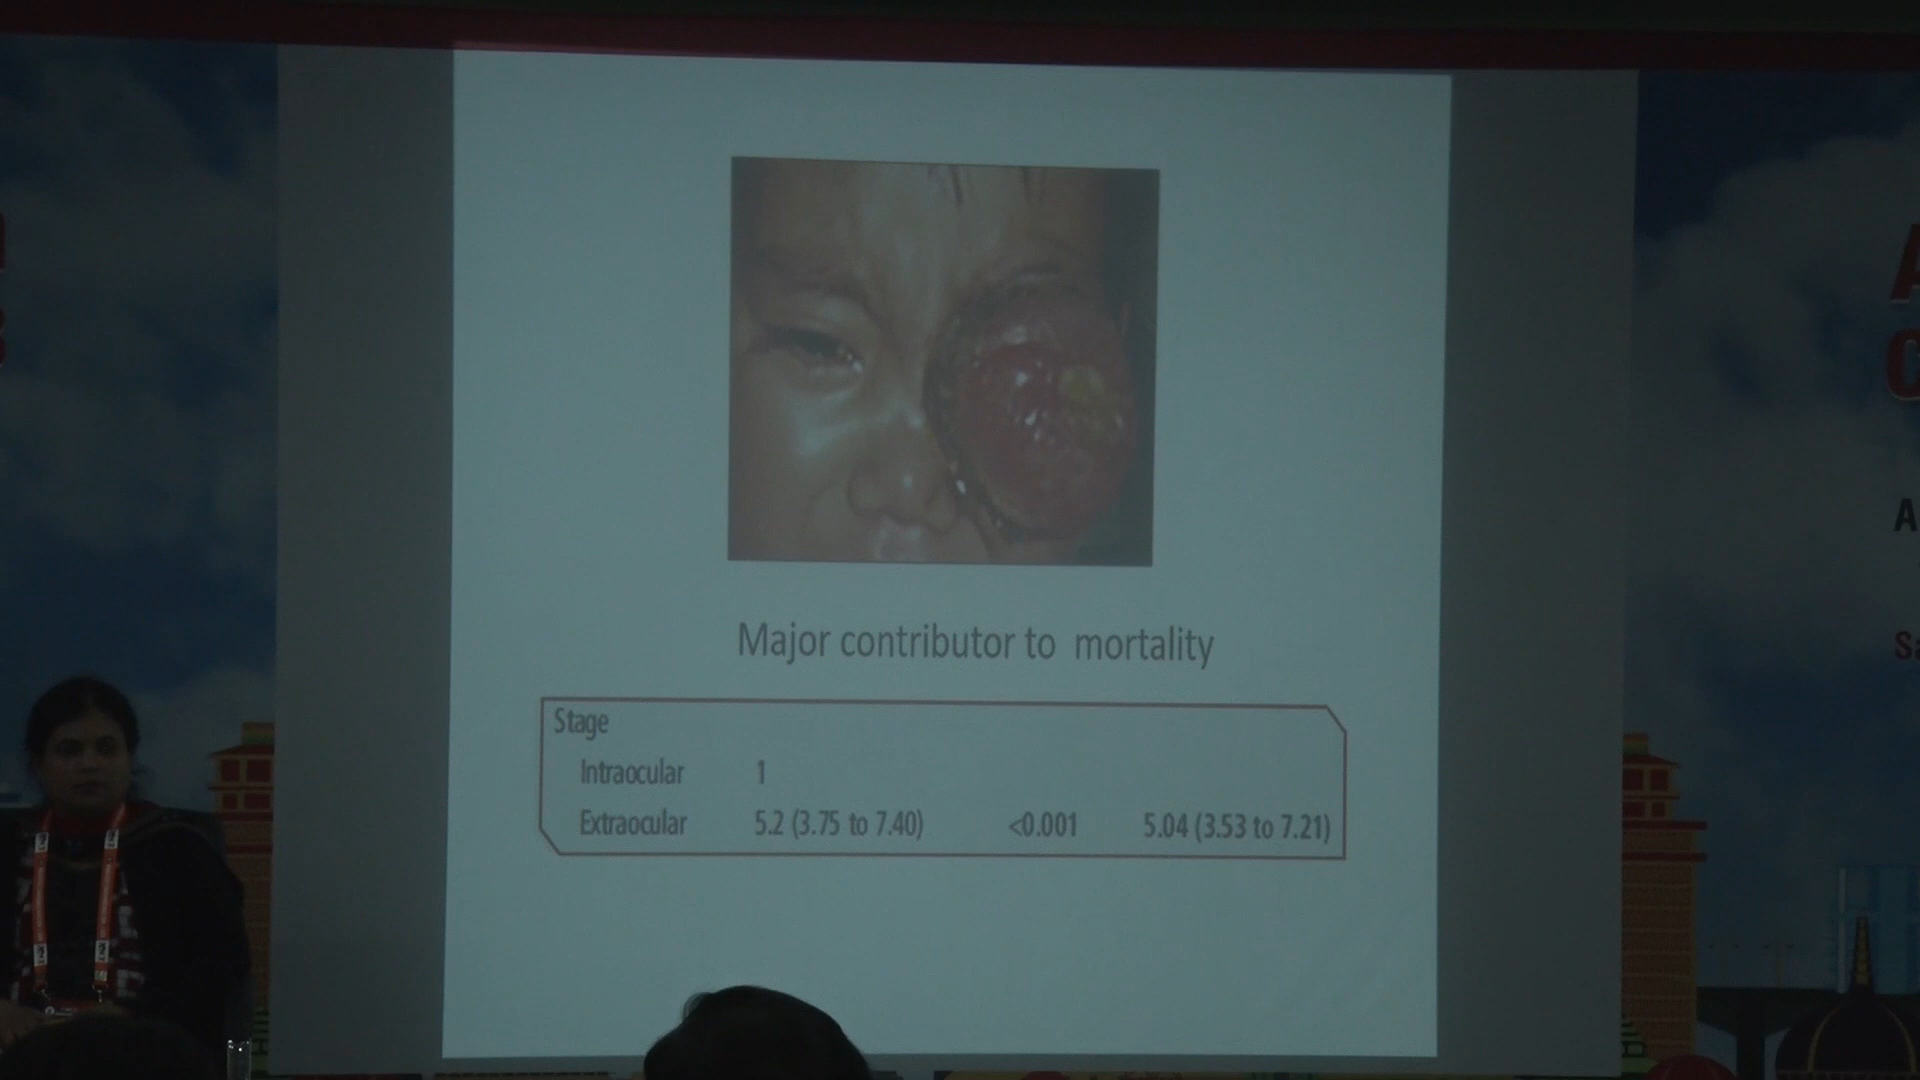 Major contributor to mortality
Stage
Intraocular 1
Extraocular 5.2 (3.75 to 7.40) <0.001 5.04 (3.53 to 7.21)